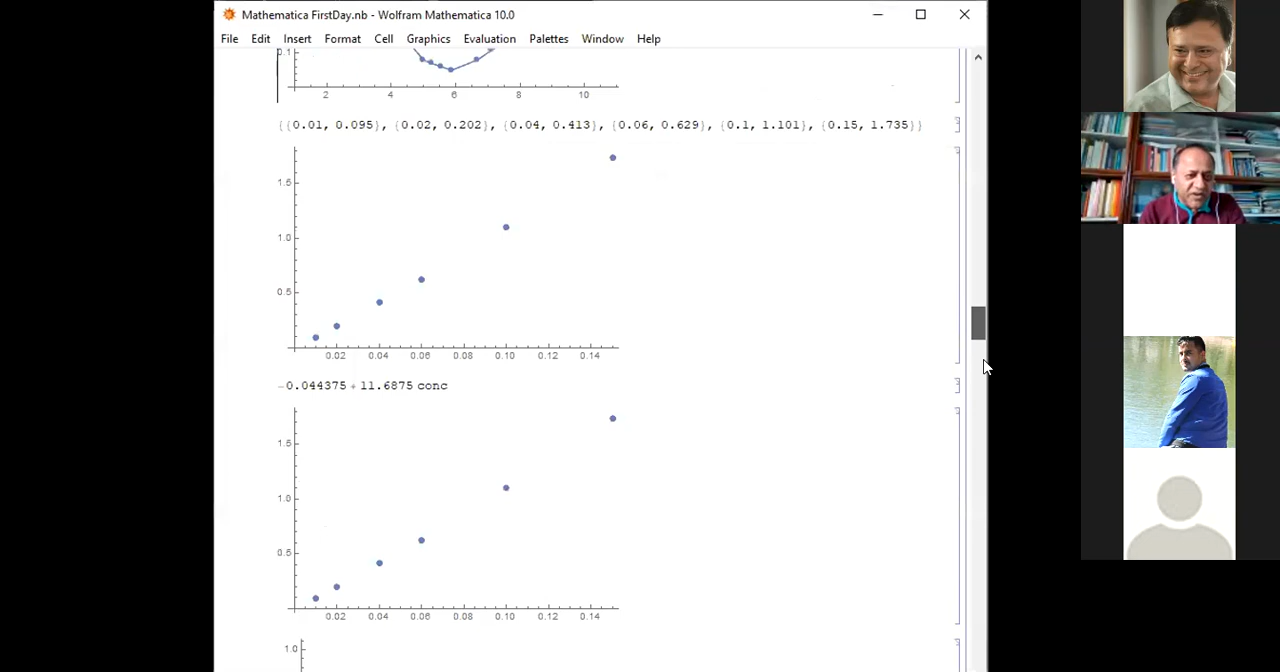 Mathematica FirstDay.nb - Wolfram Mathematica 10.0
File Edit Insert Format Cell Graphics Evaluation Palettes Window Help
0.1
2 4 6 8 10
{{0.01, 0.095}, {0.02, 0.202}, {0.04, 0.413}, {0.06, 0.629}, {0.1, 1.101}, {0.15, 1.735}}
1.5
1.0
0.5
0.02 0.04 0.06 0.08 0.10 0.12 0.14
-0.044375 + 11.6875 conc
1.5
1.0
0.5
0.02 0.04 0.06 0.08 0.10 0.12 0.14
1.0